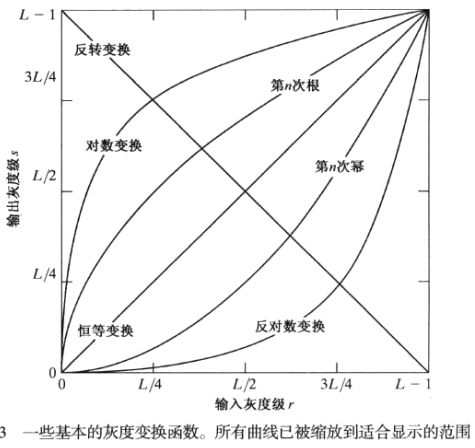 L − 1
反转变换
3L/4
第n次根
对数变换
第n次幂
L/2
输出灰度级 s
L/4
恒等变换
反对数变换
0
0 L/4 L/2 3L/4 L − 1
输入灰度级 r
3 一些基本的灰度变换函数。所有曲线已被缩放到适合显示的范围